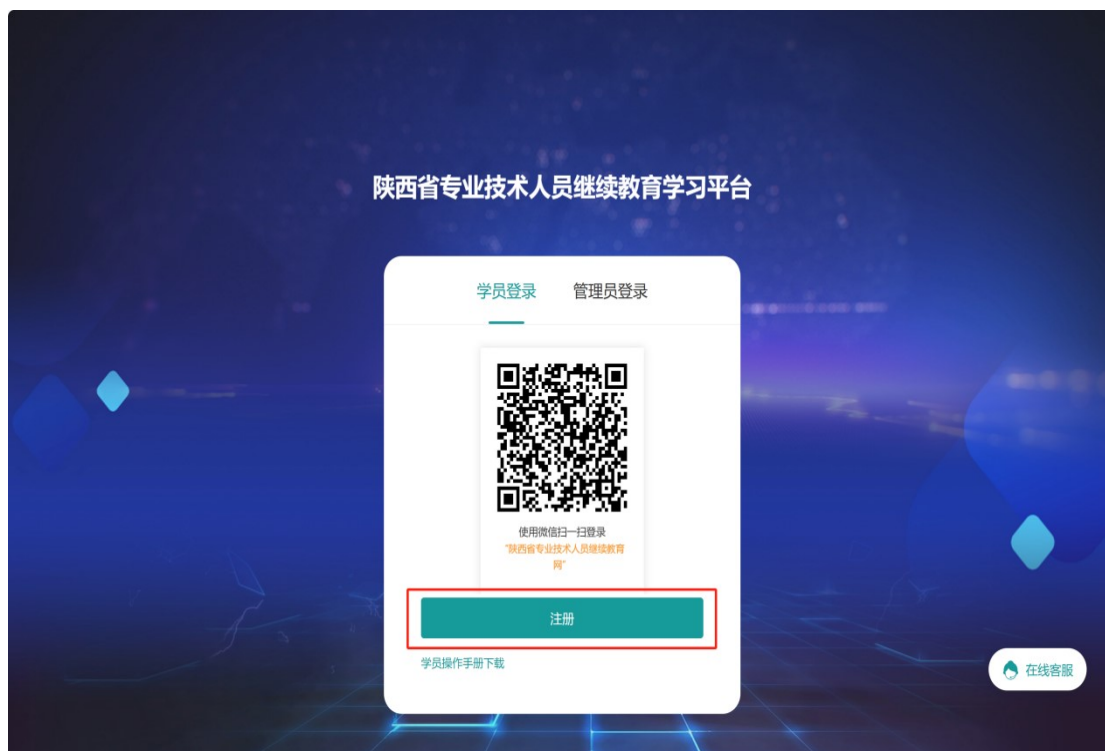 陕西省专业技术人员继续教育学习平台
学员登录 管理员登录
使用微信扫一扫登录
“陕西省专业技术人员继续教育
网”
注册
学员操作手册下载
在线客服